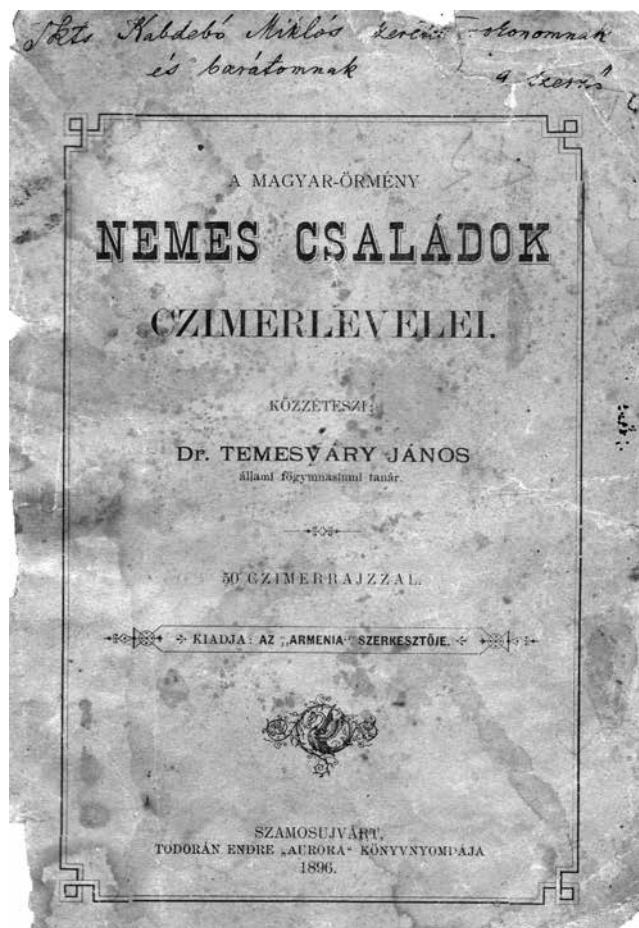 Tkts Kabdebó Miklós
és barátomnak
a szerző
A MAGYAR-ÖRMÉNY
NEMES CSALÁDOK
CZIMERLEVELEI.
KÖZZÉTESZI:
Dr. TEMESVÁRY JÁNOS
állami főgymnasiumi tanár.
50 CZIMERRAJZZAL.
KIADJA: AZ „ARMENIA" SZERKESZTŐJE.
SZAMOSUJVÁRT,
TODORÁN ENDRE „AURORA" KÖNYVNYOMDÁJA
1896.